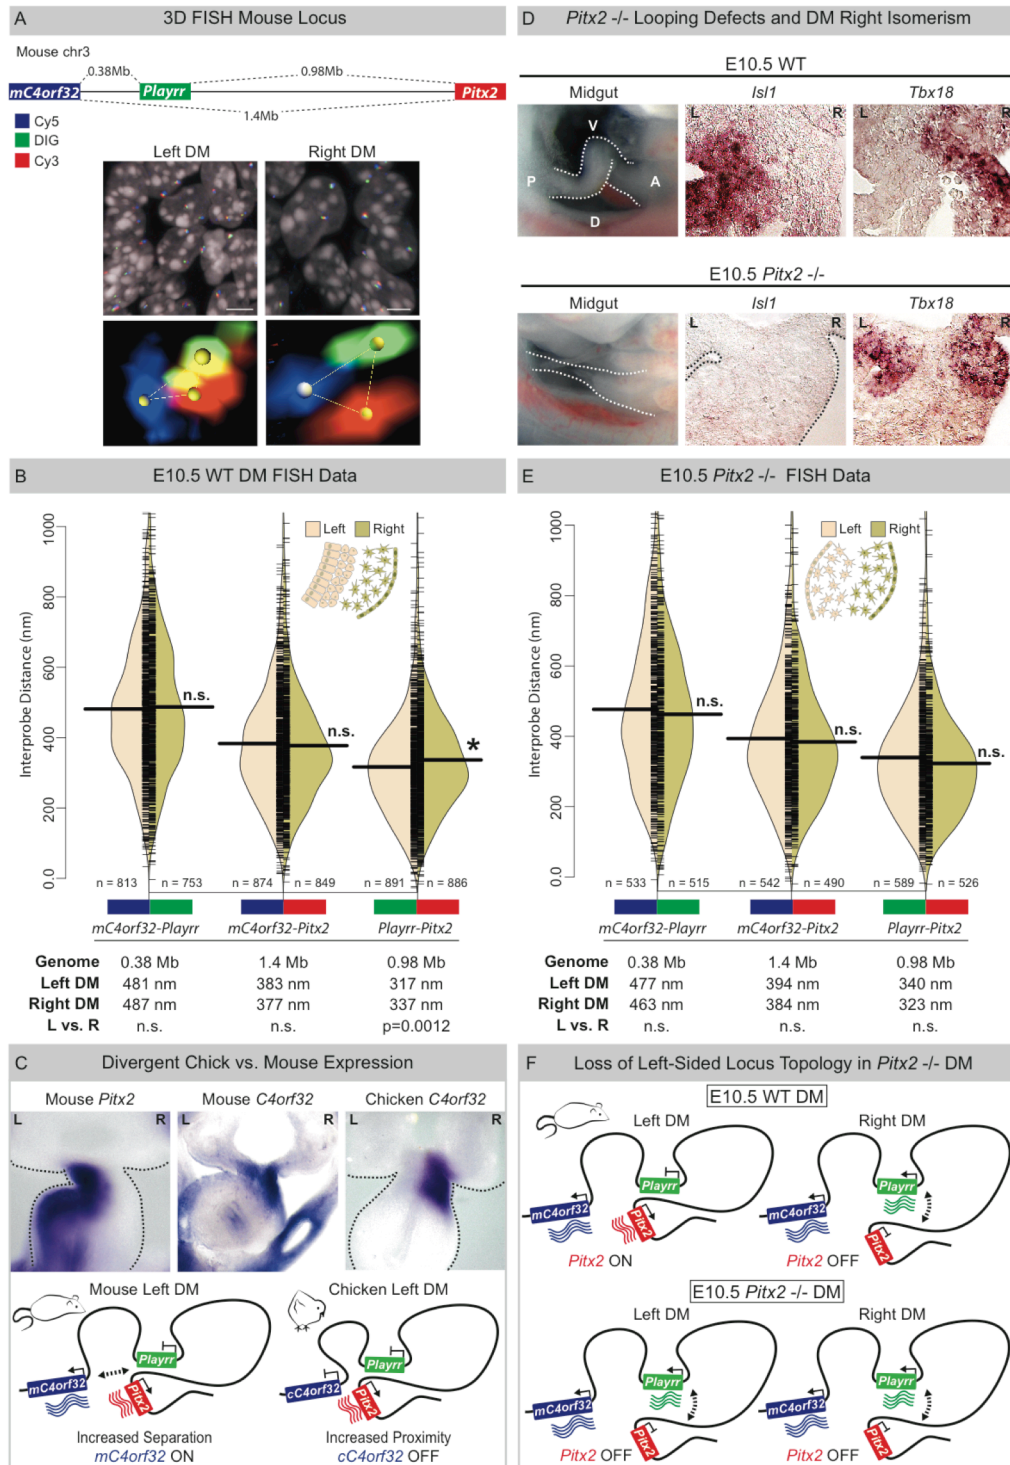 A 3D FISH Mouse Locus
Mouse chr3
0.38Mb 0.98Mb
mC4orf32 Playrr Pitx2
1.4Mb
Cy5
DIG
Cy3
Left DM Right DM
B E10.5 WT DM FISH Data
Left Right
Interprobe Distance (nm)
1000
800
600
400
200
0.0
n.s.
n.s.
*
n = 813 n = 753 n = 874 n = 849 n = 891 n = 886
mC4orf32-Playrr mC4orf32-Pitx2 Playrr-Pitx2
Genome 0.38 Mb 1.4 Mb 0.98 Mb
Left DM 481 nm 383 nm 317 nm
Right DM 487 nm 377 nm 337 nm
L vs. R n.s. n.s. p=0.0012
C Divergent Chick vs. Mouse Expression
Mouse Pitx2 Mouse C4orf32 Chicken C4orf32
L R L R L R
Mouse Left DM Chicken Left DM
Playrr Playrr
mC4orf32 Pitx2 cC4orf32 Pitx2
Increased Separation Increased Proximity
mC4orf32 ON cC4orf32 OFF
D Pitx2 -/- Looping Defects and DM Right Isomerism
E10.5 WT
Midgut Isl1 Tbx18
V
P A
D
L R L R
E10.5 Pitx2 -/-
Midgut Isl1 Tbx18
L R L R
E E10.5 Pitx2 -/- FISH Data
Left Right
Interprobe Distance (nm)
1000
800
600
400
200
0.0
n.s.
n.s.
n.s.
n = 533 n = 515 n = 542 n = 490 n = 589 n = 526
mC4orf32-Playrr mC4orf32-Pitx2 Playrr-Pitx2
Genome 0.38 Mb 1.4 Mb 0.98 Mb
Left DM 477 nm 394 nm 340 nm
Right DM 463 nm 384 nm 323 nm
L vs. R n.s. n.s. n.s.
F Loss of Left-Sided Locus Topology in Pitx2 -/- DM
E10.5 WT DM
Left DM Right DM
Playrr Playrr
mC4orf32 Pitx2 mC4orf32 Pitx2
Pitx2 ON Pitx2 OFF
E10.5 Pitx2 -/- DM
Left DM Right DM
Playrr Playrr
mC4orf32 Pitx2 mC4orf32 Pitx2
Pitx2 OFF Pitx2 OFF